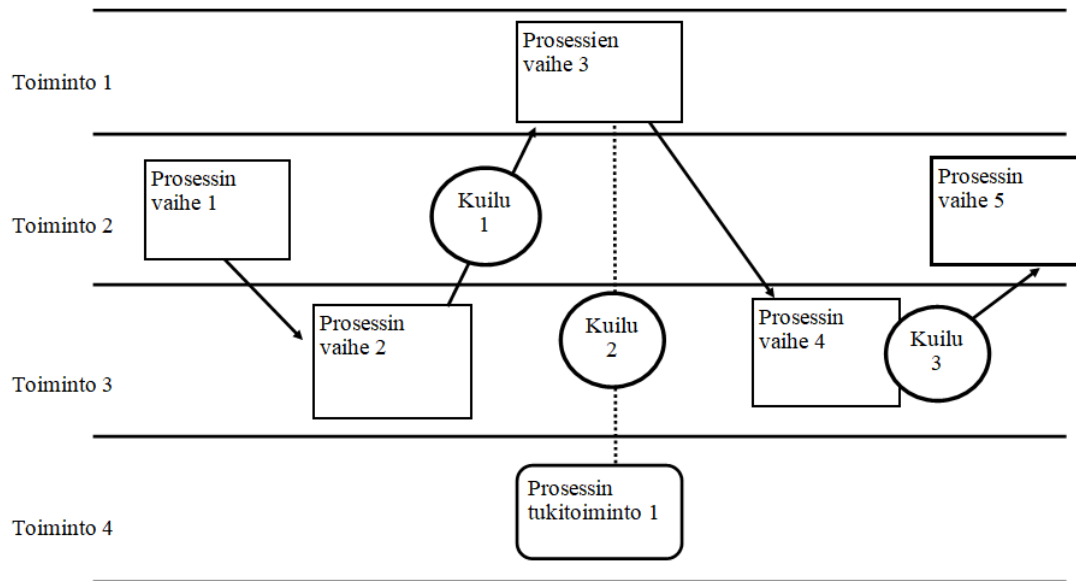 Toiminto 1
Prosessien
vaihe 3
Toiminto 2
Prosessin
vaihe 1
Kuilu
1
Prosessin
vaihe 5
Toiminto 3
Prosessin
vaihe 2
Kuilu
2
Prosessin
vaihe 4
Kuilu
3
Toiminto 4
Prosessin
tukitoiminto 1